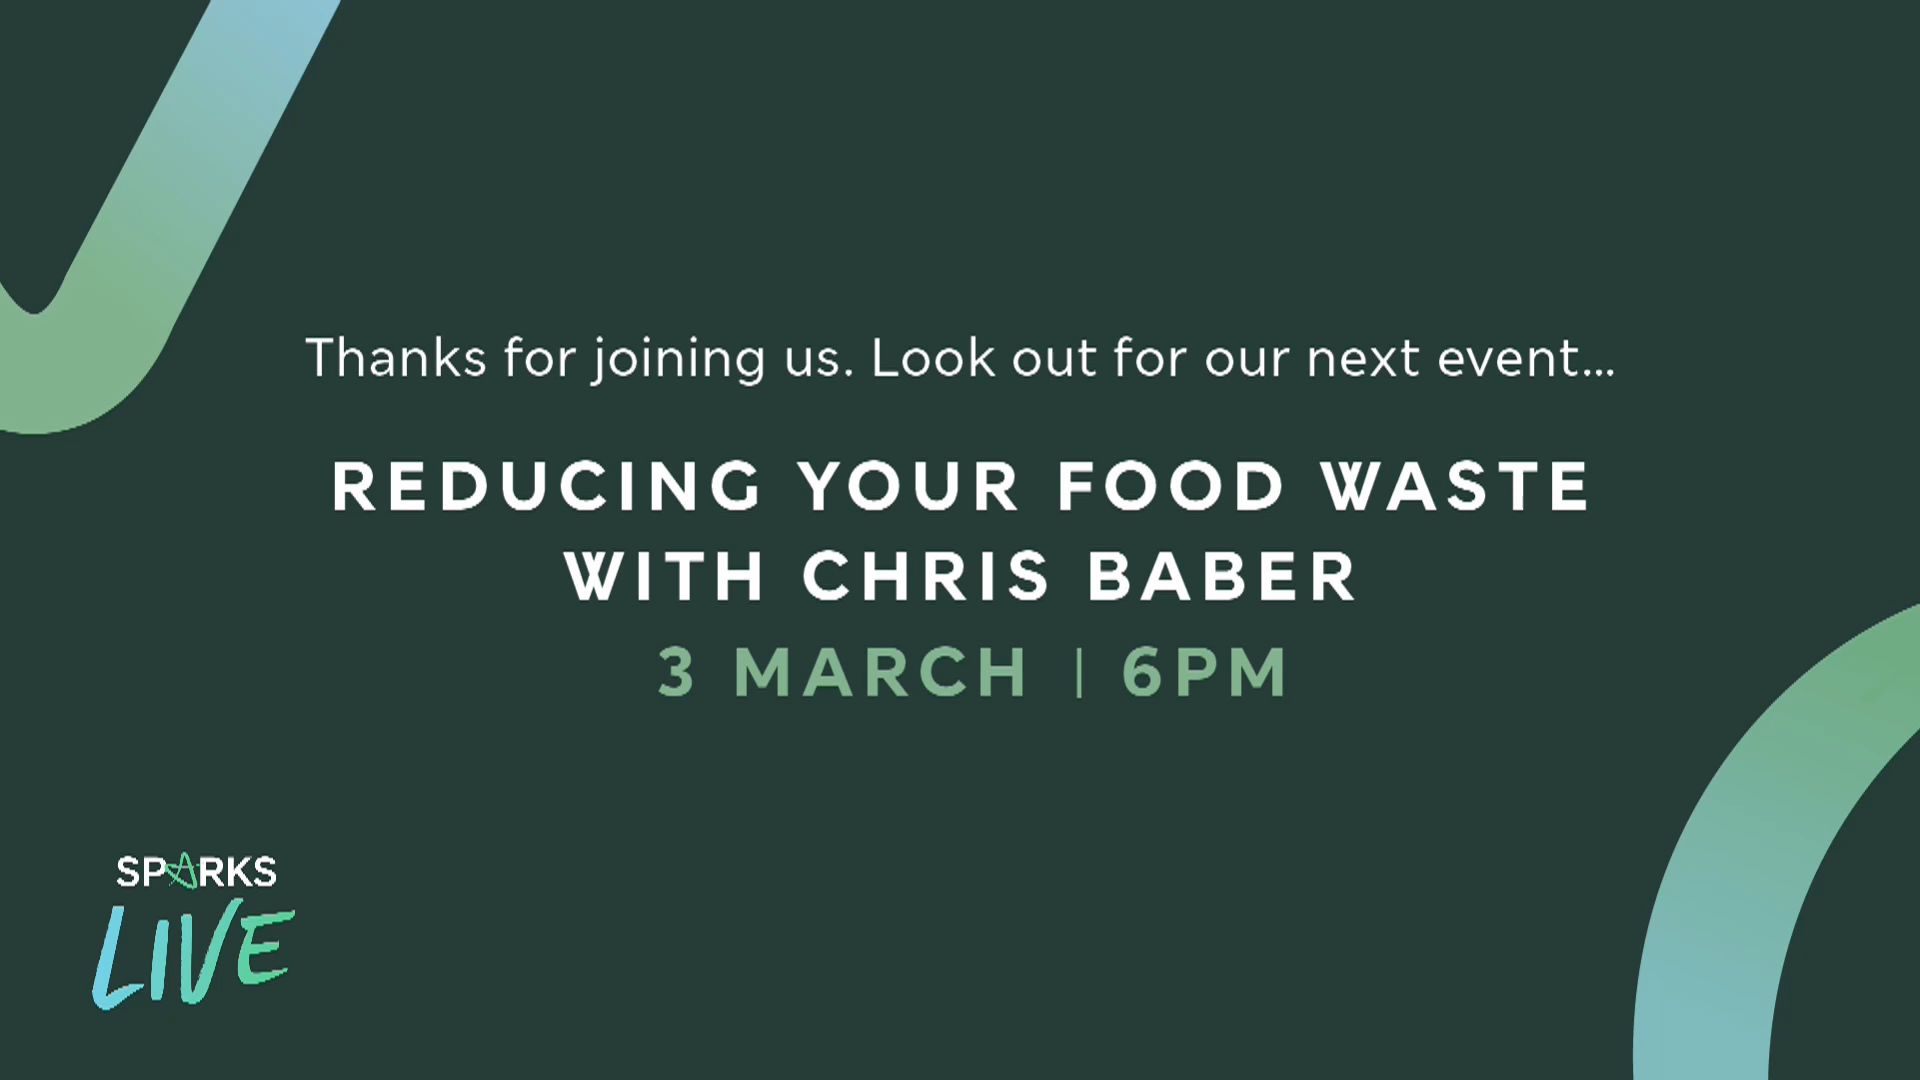 Thanks for joining us. Look out for our next event...
REDUCING YOUR FOOD WASTE
WITH CHRIS BABER
3 MARCH | 6PM
SPARKS
LIVE